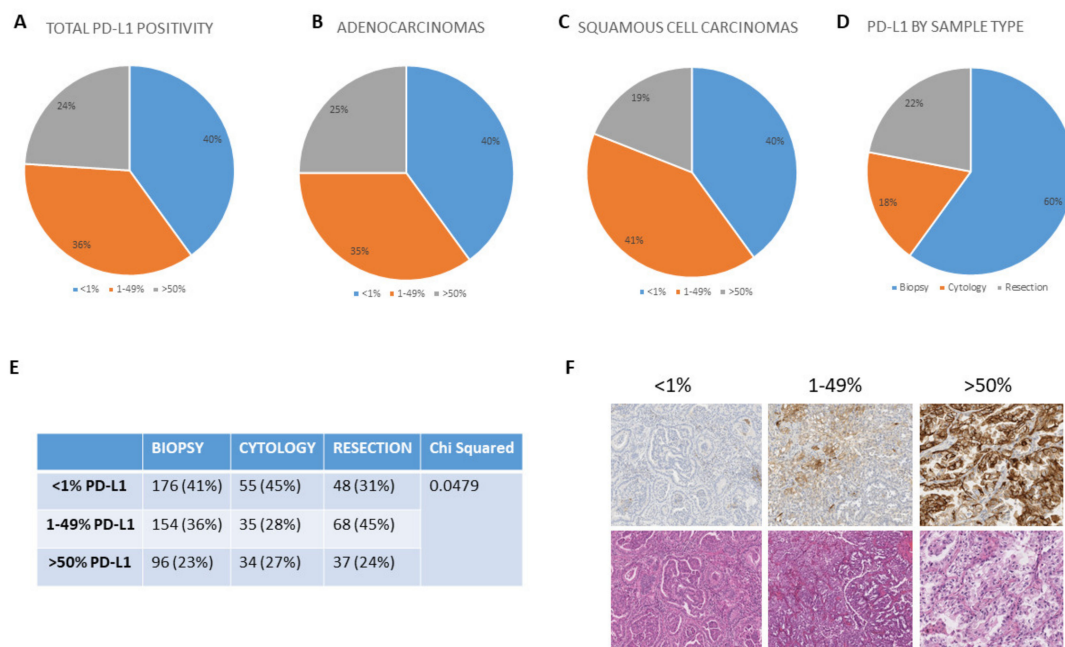 A TOTAL PD-L1 POSITIVITY
24%
40%
36%
<1% 1-49% >50%
B ADENOCARCINOMAS
25%
40%
35%
<1% 1-49% >50%
C SQUAMOUS CELL CARCINOMAS
19%
40%
41%
<1% 1-49% >50%
D PD-L1 BY SAMPLE TYPE
22%
18%
60%
Biopsy Cytology Resection
E
BIOPSY CYTOLOGY RESECTION Chi Squared
<1% PD-L1 176 (41%) 55 (45%) 48 (31%) 0.0479
1-49% PD-L1 154 (36%) 35 (28%) 68 (45%)
>50% PD-L1 96 (23%) 34 (27%) 37 (24%)
F
<1% 1-49% >50%